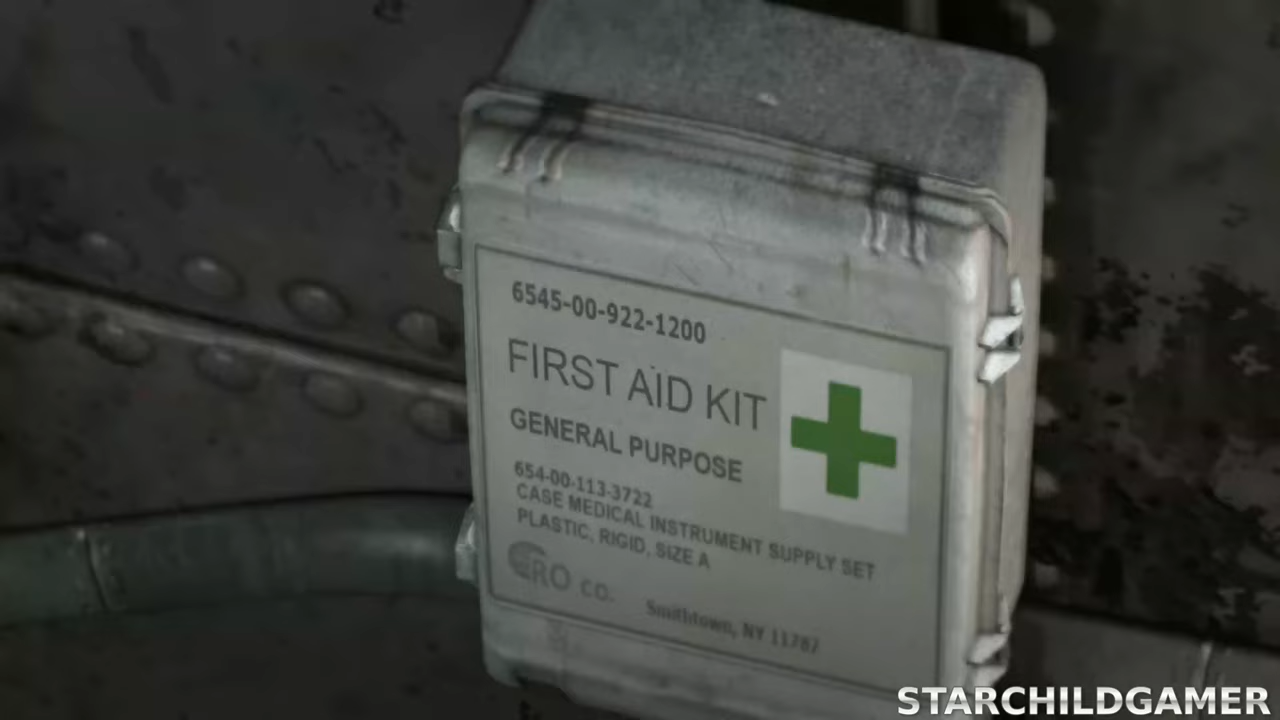 6545-00-922-1200
FIRST AID KIT
GENERAL PURPOSE
654-00-113-3722
CASE MEDICAL INSTRUMENT SUPPLY SET
PLASTIC, RIGID, SIZE A
ERO CO.
Smithtown, NY 11787
STARCHILDGAMER